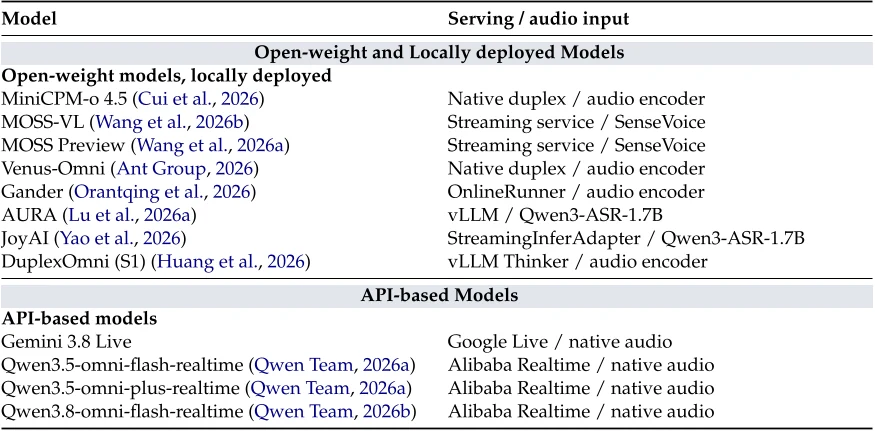 Model Serving / audio input
Open-weight and Locally deployed Models
Open-weight models, locally deployed
MiniCPM-o 4.5 (Cui et al., 2026) Native duplex / audio encoder
MOSS-VL (Wang et al., 2026b) Streaming service / SenseVoice
MOSS Preview (Wang et al., 2026a) Streaming service / SenseVoice
Venus-Omni (Ant Group, 2026) Native duplex / audio encoder
Gander (Orantqing et al., 2026) OnlineRunner / audio encoder
AURA (Lu et al., 2026a) vLLM / Qwen3-ASR-1.7B
JoyAI (Yao et al., 2026) StreamingInferAdapter / Qwen3-ASR-1.7B
DuplexOmni (S1) (Huang et al., 2026) vLLM Thinker / audio encoder
API-based Models
API-based models
Gemini 3.8 Live Google Live / native audio
Qwen3.5-omni-flash-realtime (Qwen Team, 2026a) Alibaba Realtime / native audio
Qwen3.5-omni-plus-realtime (Qwen Team, 2026a) Alibaba Realtime / native audio
Qwen3.8-omni-flash-realtime (Qwen Team, 2026b) Alibaba Realtime / native audio